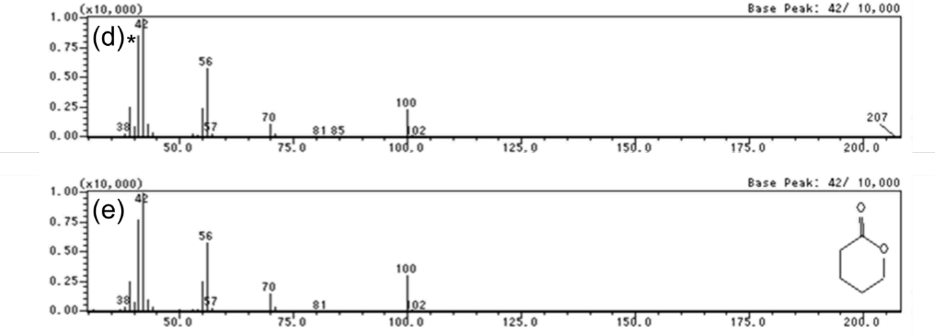 1.00 (x10,000) Base Peak: 42/ 10,000
(d)* 42
0.75
56
0.50
0.25 100
38 57 70 81 85 102 207
0.00
50.0 75.0 100.0 125.0 150.0 175.0 200.0
1.00 (x10,000) Base Peak: 42/ 10,000
(e) 42 O
0.75
56 O
0.50
100
0.25 70
38 57 81 102
0.00
50.0 75.0 100.0 125.0 150.0 175.0 200.0